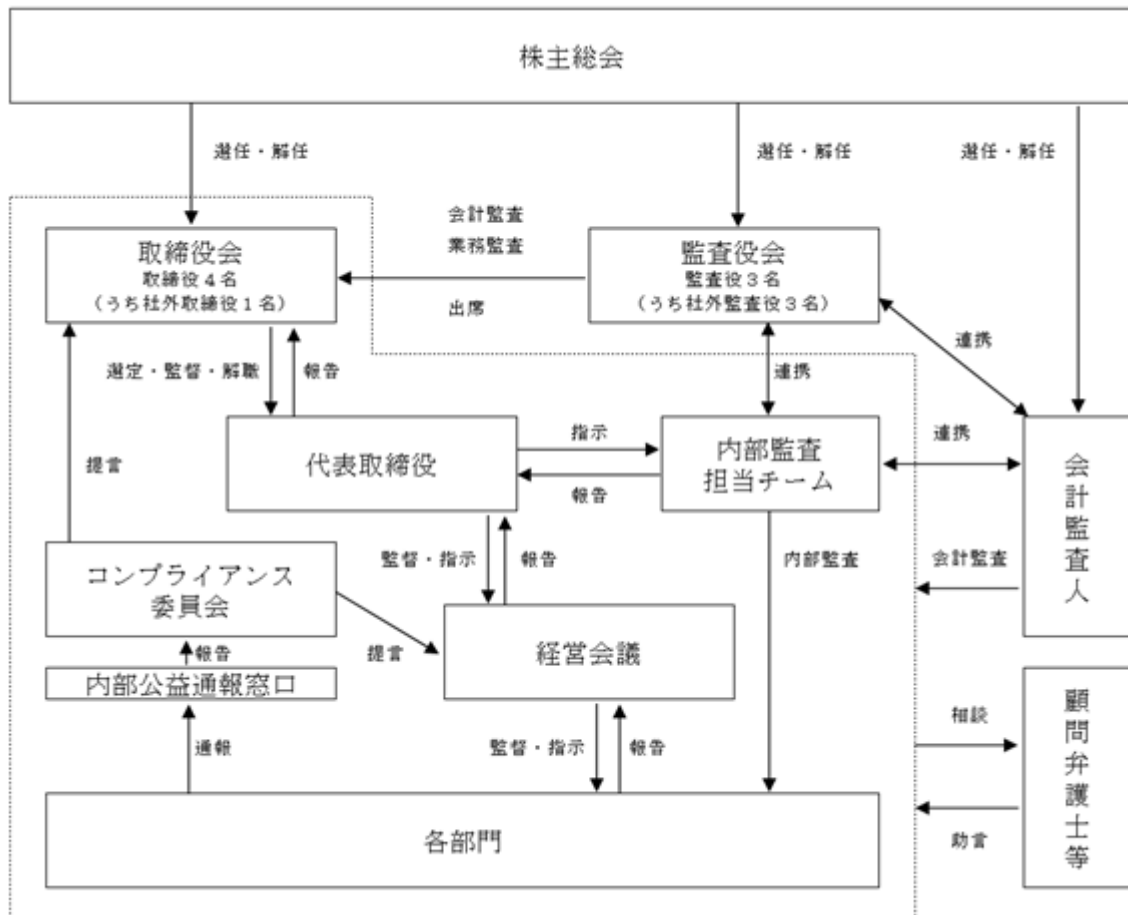 株主総会
選任・解任
選任・解任
選任・解任
取締役会
取締役4名
（うち社外取締役1名）
会計監査
業務監査
出席
監査役会
監査役3名
（うち社外監査役3名）
連携
選定・監督・解職
報告
連携
提言
代表取締役
指示
報告
内部監査
担当チーム
連携
会計監査人
監督・指示
報告
内部監査
会計監査
コンプライアンス
委員会
提言
経営会議
報告
内部公益通報窓口
通報
監督・指示
報告
相談
助言
顧問弁護士等
各部門